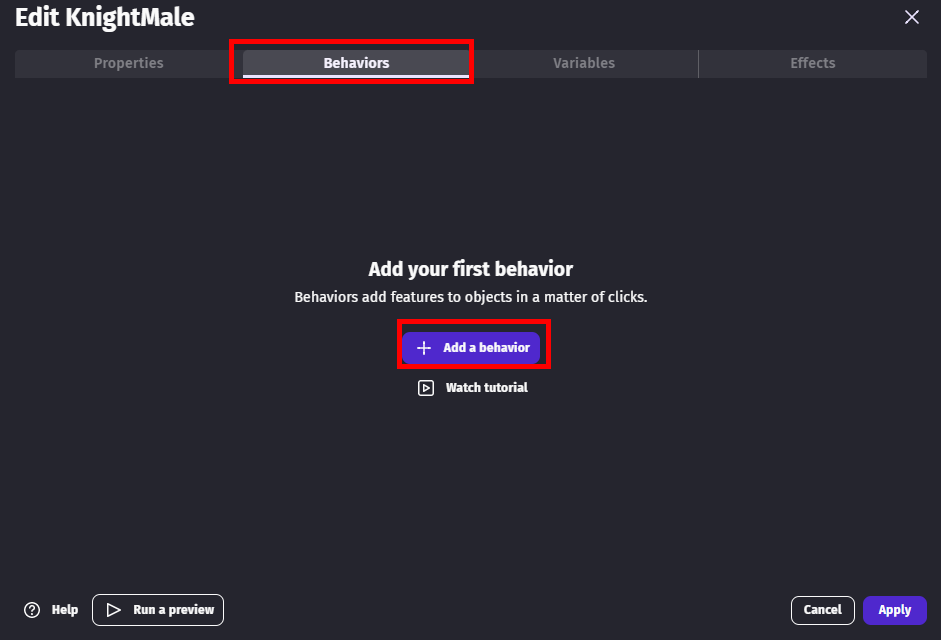 Edit KnightMale
Properties
Behaviors
Variables
Effects
Add your first behavior
Behaviors add features to objects in a matter of clicks.
Add a behavior
Watch tutorial
Help
Run a preview
Cancel
Apply